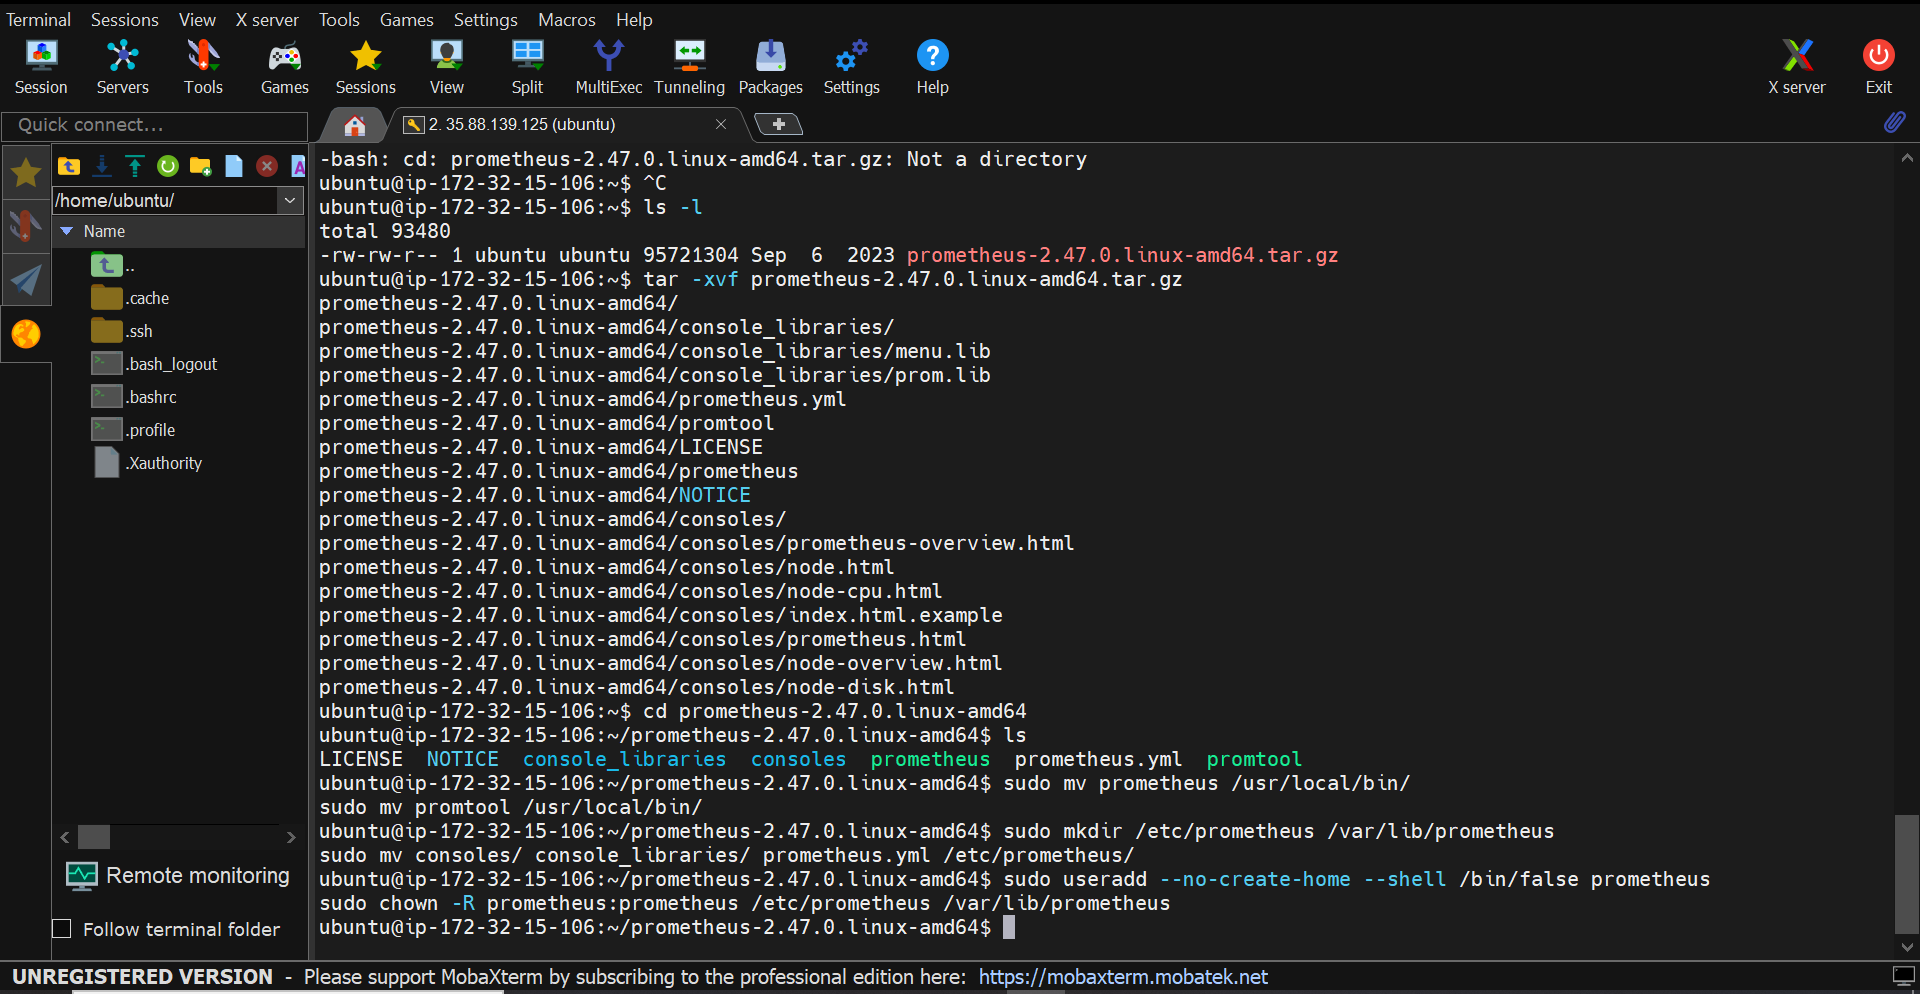 Terminal Sessions View X server Tools Games Settings Macros Help
Session Servers Tools Games Sessions View Split MultiExec Tunneling Packages Settings Help X server Exit
Quick connect...
2. 35.88.139.125 (ubuntu)
/home/ubuntu/
Name
..
.cache
.ssh
.bash_logout
.bashrc
.profile
.Xauthority
Remote monitoring
Follow terminal folder
-bash: cd: prometheus-2.47.0.linux-amd64.tar.gz: Not a directory
ubuntu@ip-172-32-15-106:~$ ^C
ubuntu@ip-172-32-15-106:~$ ls -l
total 93480
-rw-rw-r-- 1 ubuntu ubuntu 95721304 Sep  6  2023 prometheus-2.47.0.linux-amd64.tar.gz
ubuntu@ip-172-32-15-106:~$ tar -xvf prometheus-2.47.0.linux-amd64.tar.gz
prometheus-2.47.0.linux-amd64/
prometheus-2.47.0.linux-amd64/console_libraries/
prometheus-2.47.0.linux-amd64/console_libraries/menu.lib
prometheus-2.47.0.linux-amd64/console_libraries/prom.lib
prometheus-2.47.0.linux-amd64/prometheus.yml
prometheus-2.47.0.linux-amd64/promtool
prometheus-2.47.0.linux-amd64/LICENSE
prometheus-2.47.0.linux-amd64/prometheus
prometheus-2.47.0.linux-amd64/NOTICE
prometheus-2.47.0.linux-amd64/consoles/
prometheus-2.47.0.linux-amd64/consoles/prometheus-overview.html
prometheus-2.47.0.linux-amd64/consoles/node.html
prometheus-2.47.0.linux-amd64/consoles/node-cpu.html
prometheus-2.47.0.linux-amd64/consoles/index.html.example
prometheus-2.47.0.linux-amd64/consoles/prometheus.html
prometheus-2.47.0.linux-amd64/consoles/node-overview.html
prometheus-2.47.0.linux-amd64/consoles/node-disk.html
ubuntu@ip-172-32-15-106:~$ cd prometheus-2.47.0.linux-amd64
ubuntu@ip-172-32-15-106:~/prometheus-2.47.0.linux-amd64$ ls
LICENSE  NOTICE  console_libraries  consoles  prometheus  prometheus.yml  promtool
ubuntu@ip-172-32-15-106:~/prometheus-2.47.0.linux-amd64$ sudo mv prometheus /usr/local/bin/
sudo mv promtool /usr/local/bin/
ubuntu@ip-172-32-15-106:~/prometheus-2.47.0.linux-amd64$ sudo mkdir /etc/prometheus /var/lib/prometheus
sudo mv consoles/ console_libraries/ prometheus.yml /etc/prometheus/
ubuntu@ip-172-32-15-106:~/prometheus-2.47.0.linux-amd64$ sudo useradd --no-create-home --shell /bin/false prometheus
sudo chown -R prometheus:prometheus /etc/prometheus /var/lib/prometheus
ubuntu@ip-172-32-15-106:~/prometheus-2.47.0.linux-amd64$
UNREGISTERED VERSION - Please support MobaXterm by subscribing to the professional edition here: https://mobaxterm.mobatek.net